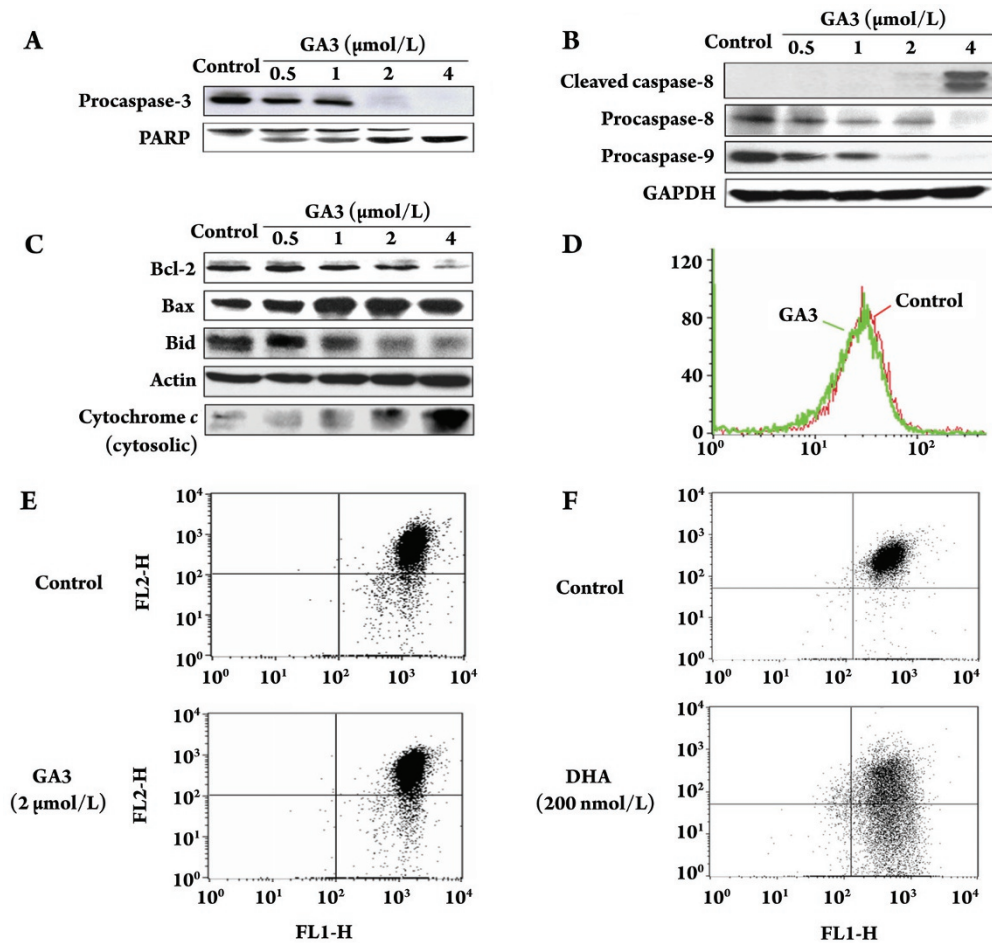 A
GA3 (μmol/L)
Control 0.5 1 2 4
Procaspase-3
PARP
B
GA3 (μmol/L)
Control 0.5 1 2 4
Cleaved caspase-8
Procaspase-8
Procaspase-9
GAPDH
C
GA3 (μmol/L)
Control 0.5 1 2 4
Bcl-2
Bax
Bid
Actin
Cytochrome c
(cytosolic)
D
120
80
40
0
10⁰ 10¹ 10²
GA3
Control
E
Control
FL2-H
10⁴
10³
10²
10¹
10⁰
10⁰ 10¹ 10² 10³ 10⁴
GA3
(2 μmol/L)
FL2-H
10⁴
10³
10²
10¹
10⁰
10⁰ 10¹ 10² 10³ 10⁴
FL1-H
F
Control
10⁴
10³
10²
10¹
10⁰
10⁰ 10¹ 10² 10³ 10⁴
DHA
(200 nmol/L)
10⁴
10³
10²
10¹
10⁰
10⁰ 10¹ 10² 10³ 10⁴
FL1-H